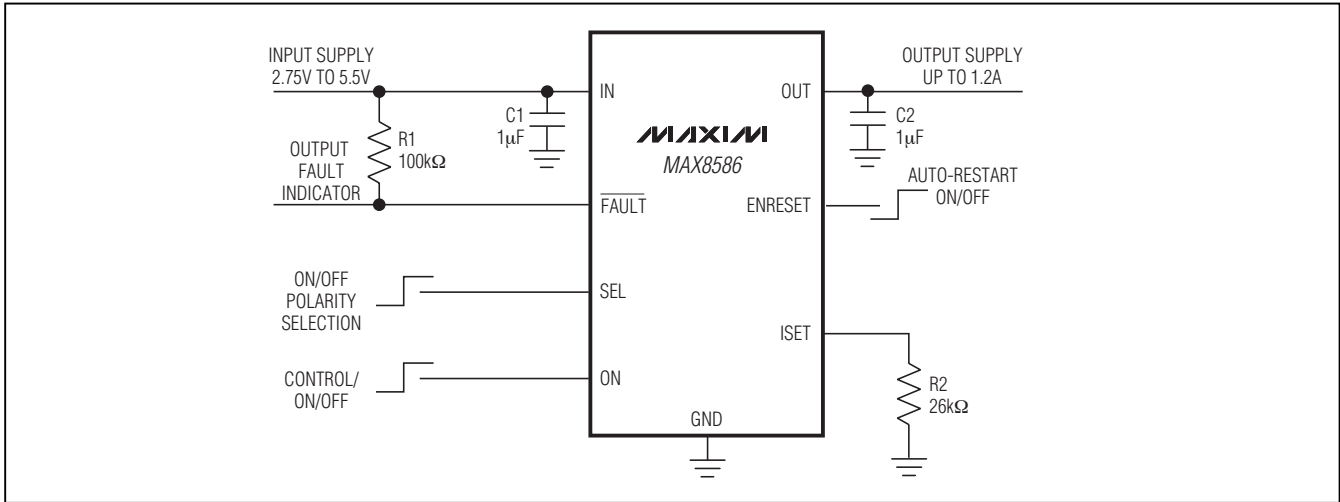 INPUT SUPPLY
2.75V TO 5.5V
OUTPUT SUPPLY
UP TO 1.2A
IN
OUT
C1
1μF
C2
1μF
MAXIM
MAX8586
R1
100kΩ
OUTPUT
FAULT
INDICATOR
AUTO-RESTART
ON/OFF
FAULT
ENRESET
ON/OFF
POLARITY
SELECTION
SEL
ISET
CONTROL/
ON/OFF
ON
R2
26kΩ
GND